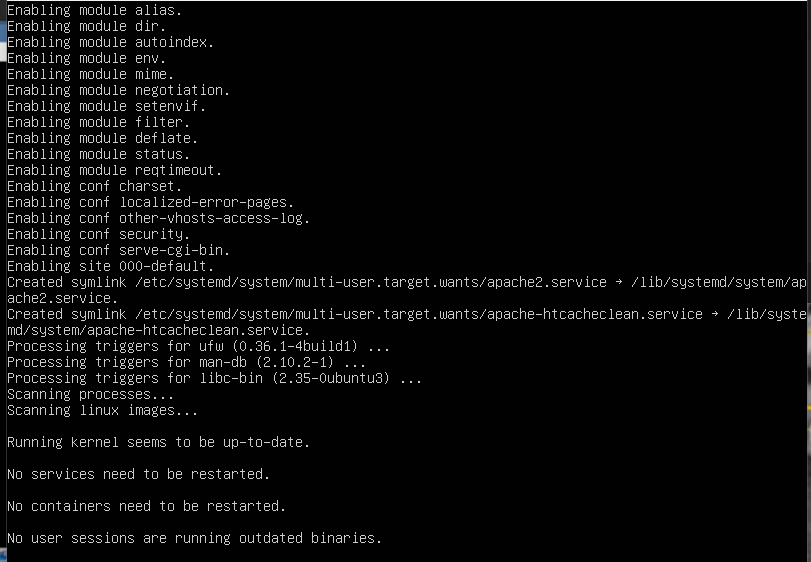 Enabling module alias.
Enabling module dir.
Enabling module autoindex.
Enabling module env.
Enabling module mime.
Enabling module negotiation.
Enabling module setenvif.
Enabling module filter.
Enabling module deflate.
Enabling module status.
Enabling module reqtimeout.
Enabling conf charset.
Enabling conf localized-error-pages.
Enabling conf other-vhosts-access-log.
Enabling conf security.
Enabling conf serve-cgi-bin.
Enabling site 000-default.
Created symlink /etc/systemd/system/multi-user.target.wants/apache2.service → /lib/systemd/system/ap
ache2.service.
Created symlink /etc/systemd/system/multi-user.target.wants/apache-htcacheclean.service → /lib/syste
md/system/apache-htcacheclean.service.
Processing triggers for ufw (0.36.1-4build1) ...
Processing triggers for man-db (2.10.2-1) ...
Processing triggers for libc-bin (2.35-0ubuntu3) ...
Scanning processes...
Scanning linux images...
Running kernel seems to be up-to-date.
No services need to be restarted.
No containers need to be restarted.
No user sessions are running outdated binaries.